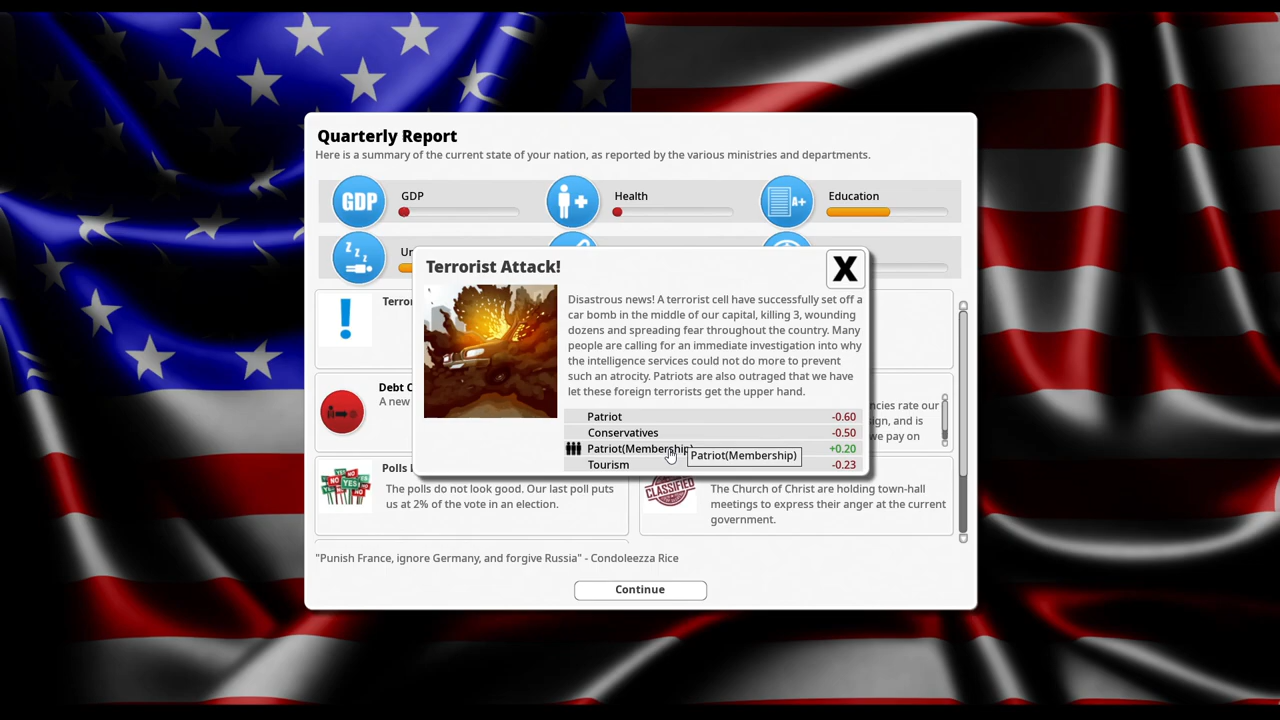 Quarterly Report
Here is a summary of the current state of your nation, as reported by the various ministries and departments.
GDP
GDP
Health
A+
Education
Z Z Z
Terrorist Attack!
X
Disastrous news! A terrorist cell have successfully set off a
car bomb in the middle of our capital, killing 3, wounding
dozens and spreading fear throughout the country. Many
people are calling for an immediate investigation into why
the intelligence services could not do more to prevent
such an atrocity. Patriots are also outraged that we have
let these foreign terrorists get the upper hand.
Patriot -0.60
Conservatives -0.50
Patriot(Membership) +0.20
Patriot(Membership)
Tourism -0.23
Debt
A new
rate our
and is
we pay on
Polls
NO YES! NO
The polls do not look good. Our last poll puts
us at 2% of the vote in an election.
CLASSIFIED
The Church of Christ are holding town-hall
meetings to express their anger at the current
government.
"Punish France, ignore Germany, and forgive Russia" - Condoleezza Rice
Continue